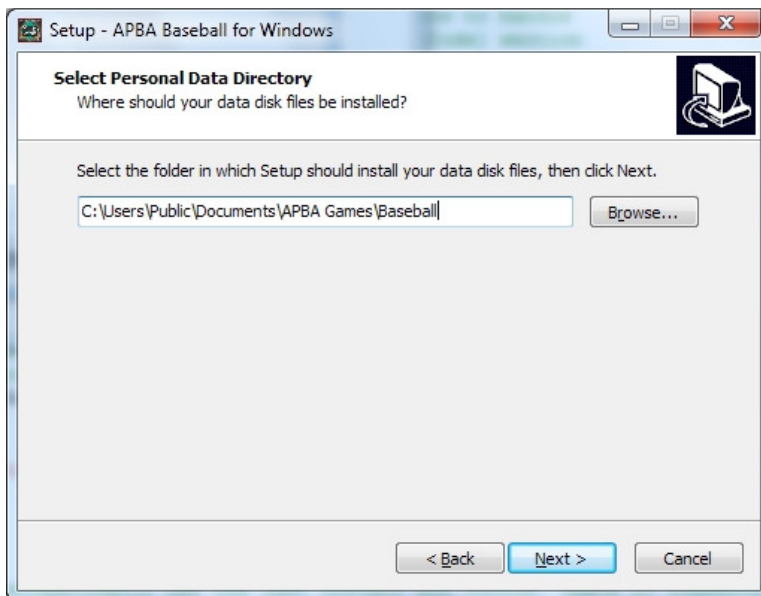 Setup - APBA Baseball for Windows
Select Personal Data Directory
Where should your data disk files be installed?
Select the folder in which Setup should install your data disk files, then click Next.
C:\Users\Public\Documents\APBA Games\Baseball
Browse...
< Back
Next >
Cancel